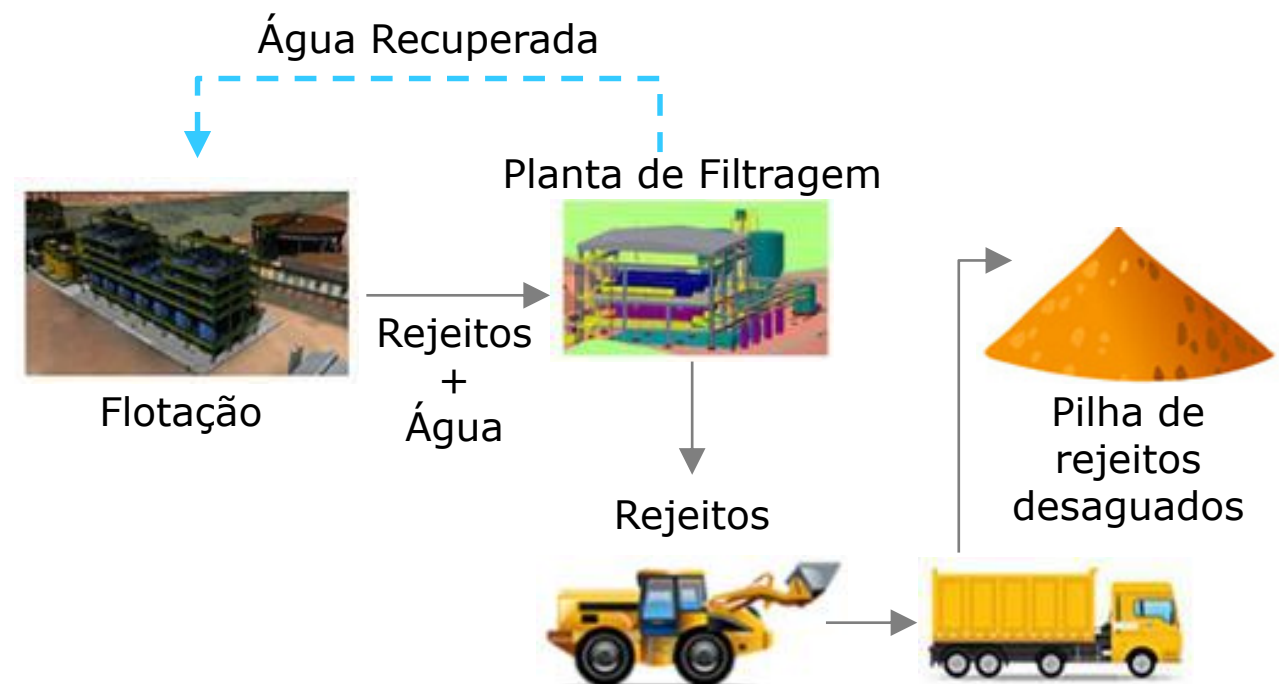 Água Recuperada
Planta de Filtragem
Flotação
Rejeitos
+
Água
Rejeitos
Pilha de
rejeitos
desaguados